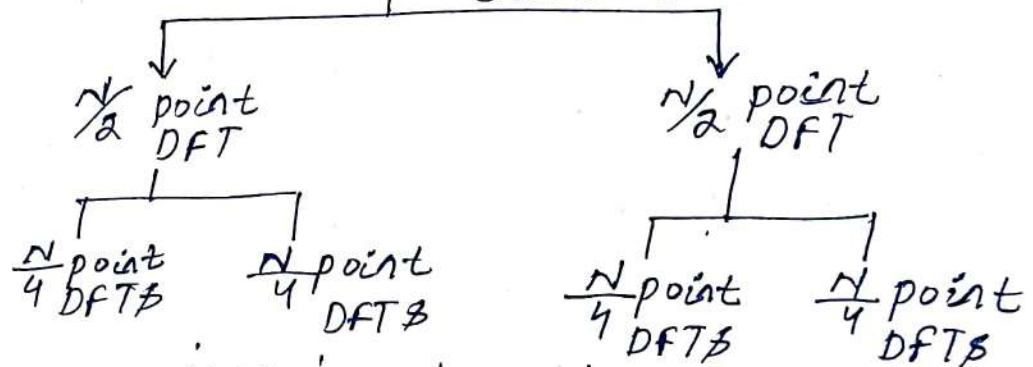 N/2 point N/2 point
DFT DFT
N/4 point N/4 point N/4 point N/4 point
DFTs DFTs DFTs DFTs